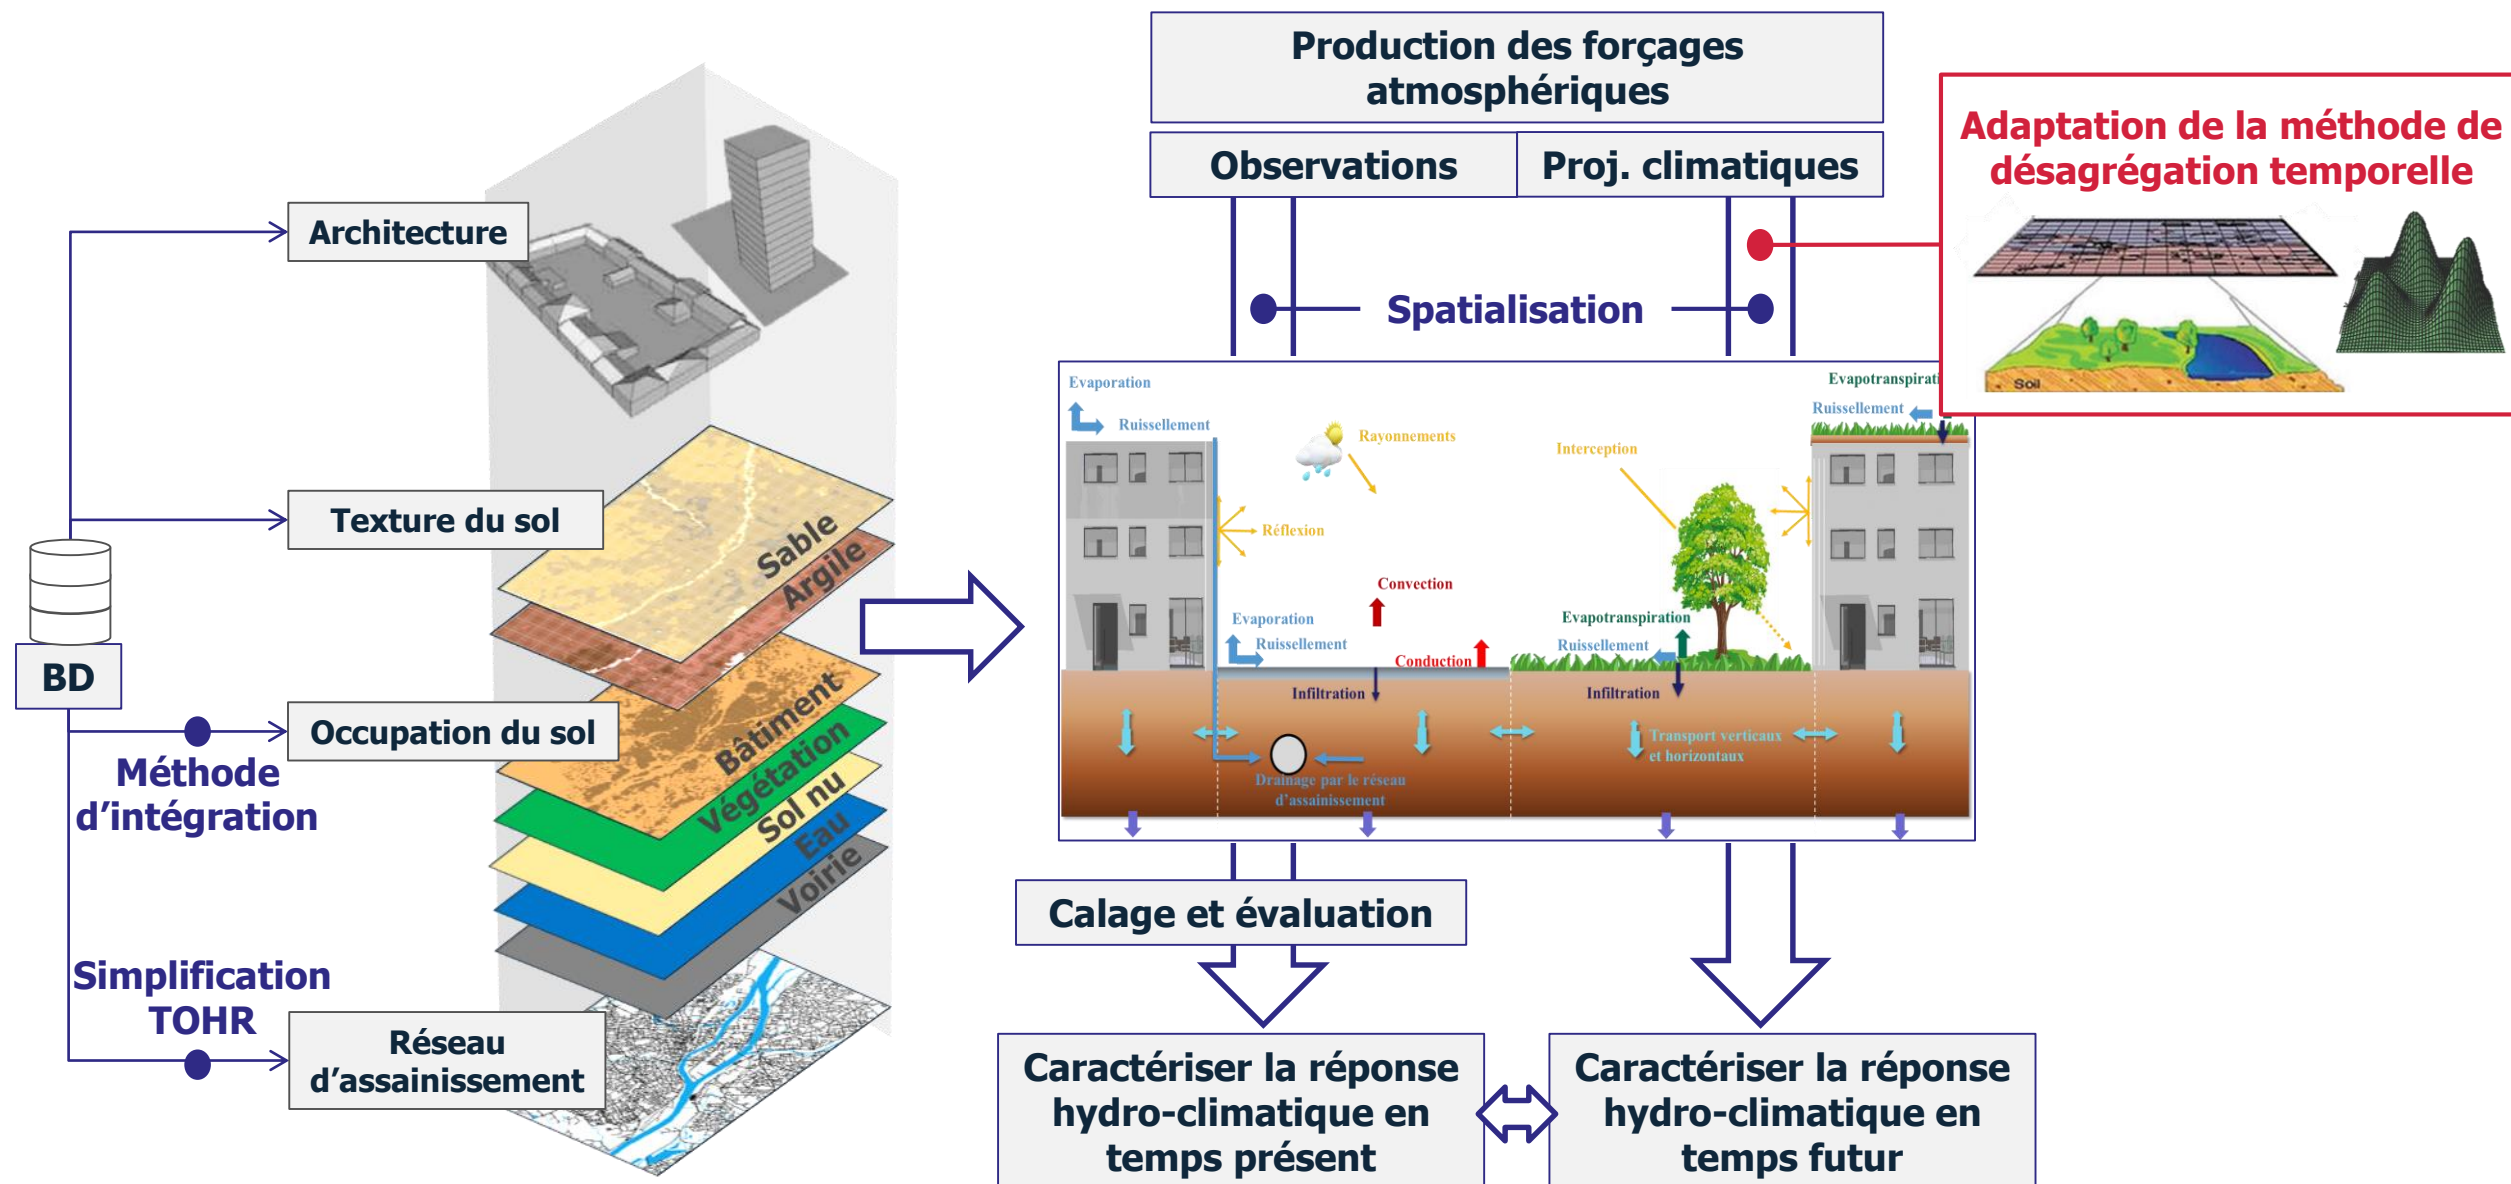 Production des forçages
atmosphériques
Observations
Proj. climatiques
Adaptation de la méthode de
désagrégation temporelle
Soil
Spatialisation
Architecture
Texture du sol
Sable
Argile
BD
Occupation du sol
Méthode
d’intégration
Bâtiment
Végétation
Sol nu
Eau
Voirie
Simplification
TOHR
Réseau
d’assainissement
Evaporation
Ruissellement
Rayonnements
Interception
Evapotranspirati
Ruissellement
Réflexion
Convection
Evaporation
Ruissellement
Conduction
Evapotranspiration
Ruissellement
Infiltration
Infiltration
Transport verticaux
et horizontaux
Drainage par le réseau
d’assainissement
Calage et évaluation
Caractériser la réponse
hydro-climatique en
temps présent
Caractériser la réponse
hydro-climatique en
temps futur